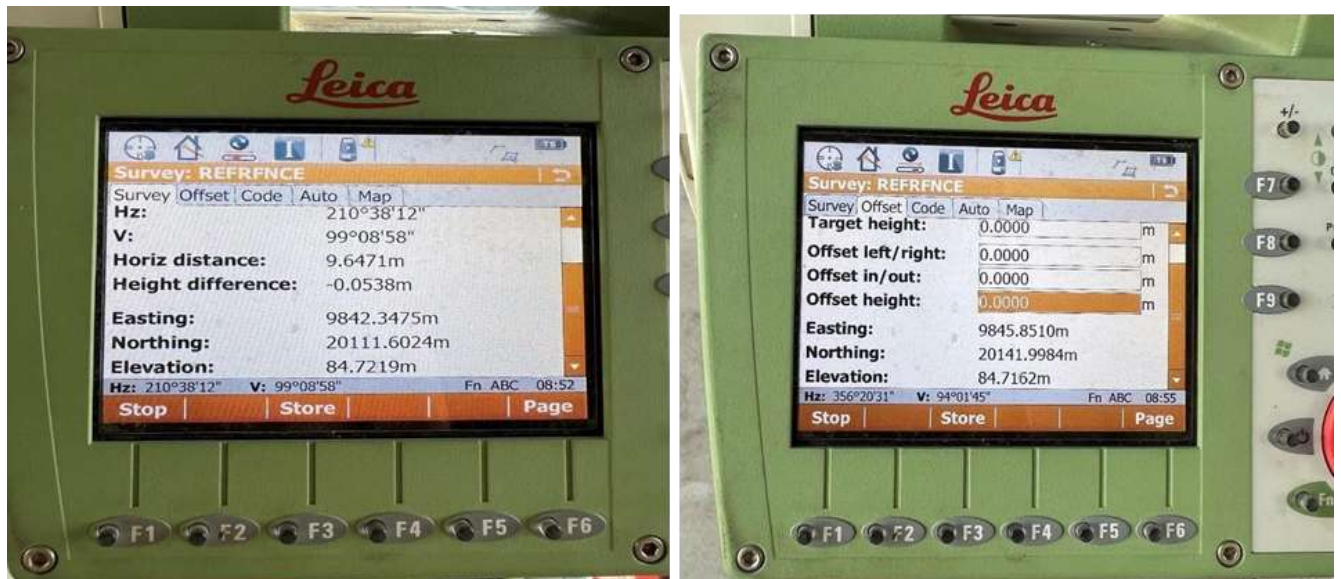 Leica
Survey: REFRFNCE
Survey Offset Code Auto Map
Hz: 210°38'12"
V: 99°08'58"
Horiz distance: 9.6471m
Height difference: -0.0538m
Easting: 9842.3475m
Northing: 20111.6024m
Elevation: 84.7219m
Hz: 210°38'12" V: 99°08'58" Fn ABC 08:52
Stop Store Page
F1 F2 F3 F4 F5 F6
Leica
Survey: REFRFNCE
Survey Offset Code Auto Map
Target height: 0.0000 m
Offset left/right: 0.0000 m
Offset in/out: 0.0000 m
Offset height: 0.0000 m
Easting: 9845.8510m
Northing: 20141.9984m
Elevation: 84.7162m
Hz: 356°20'31" V: 94°01'45" Fn ABC 08:55
Stop Store Page
F1 F2 F3 F4 F5 F6
+/-
F7
F8
F9
Fn